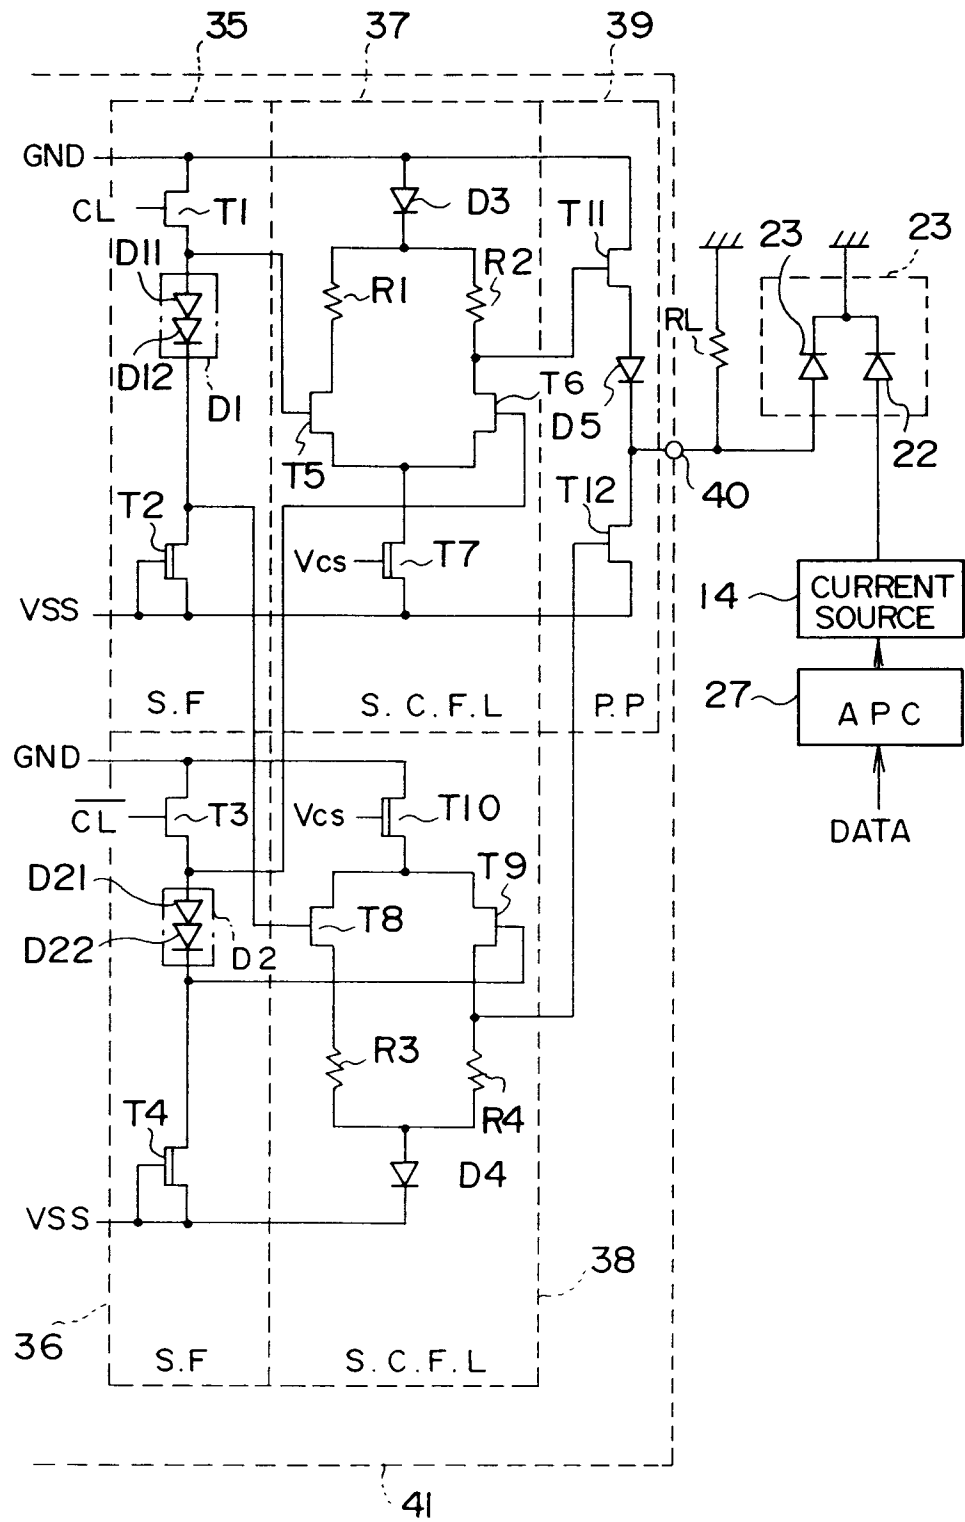 35 37 39
GND
CL T1 D3 T11
D11 R1 R2 23 23
D12 D1 RL
T6
T5 D5 22
T2 T12 40
Vcs T7
VSS 14 CURRENT SOURCE
S.F S.C.F.L P.P 27 APC
GND
C̅L̅ T3 Vcs T10 DATA
D21 T9
D22 D2 T8
R3
T4 R4
D4
VSS
38
36 S.F S.C.F.L
41